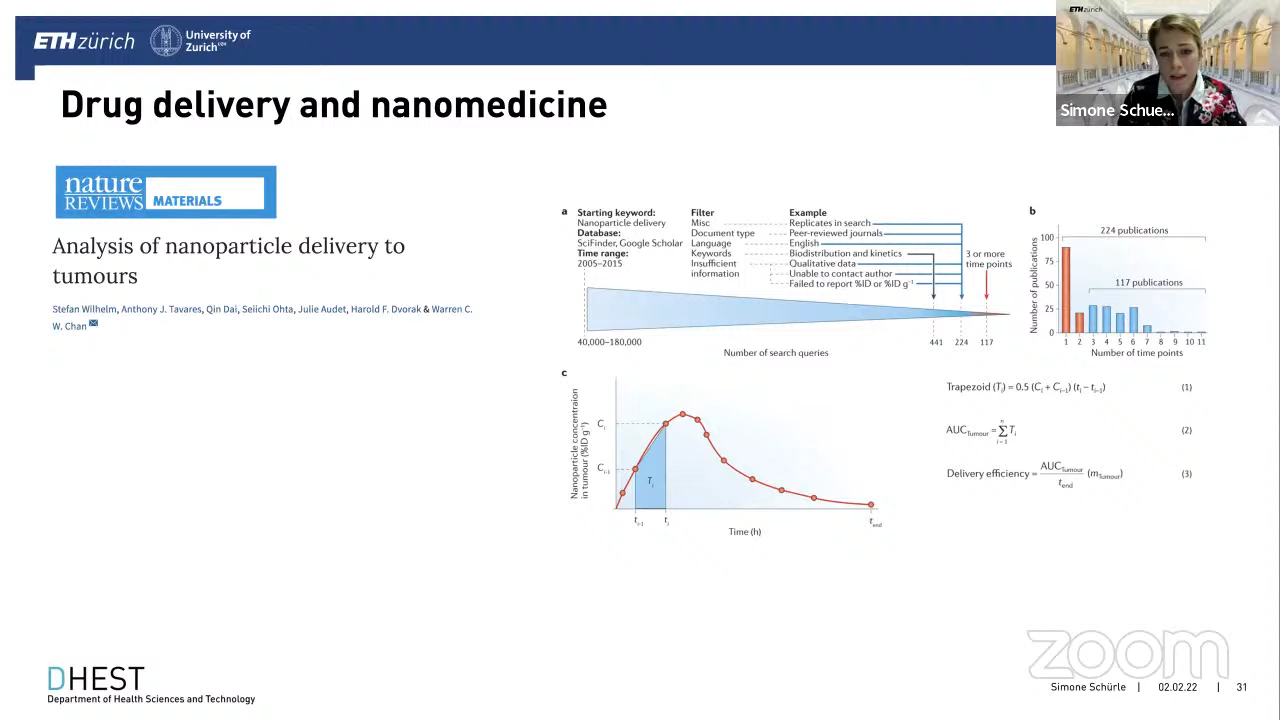 ETH zürich
University of
Zurich UZH
ETH zürich
Simone Schue...
Drug delivery and nanomedicine
nature
REVIEWS MATERIALS
Analysis of nanoparticle delivery to
tumours
Stefan Wilhelm, Anthony J. Tavares, Qin Dai, Seiichi Ohta, Julie Audet, Harold F. Dvorak & Warren C.
W. Chan
a Starting keyword: Filter Example
Nanoparticle delivery Misc Replicates in search
Database: Document type Peer-reviewed journals
SciFinder, Google Scholar Language English
Time range: Keywords Biodistribution and kinetics 3 or more
2005–2015 Insufficient Qualitative data time points
information Unable to contact author
Failed to report %ID or %ID g⁻¹
40,000–180,000 441 224 117
Number of search queries
b
224 publications
117 publications
Number of publications
100
75
50
25
0
1 2 3 4 5 6 7 8 9 10 11
Number of time points
c
Nanoparticle concentraion
in tumour (%ID g⁻¹)
Cᵢ
Cᵢ₋₁
Tᵢ
tᵢ₋₁ tᵢ t_end
Time (h)
Trapezoid (Tᵢ) = 0.5 (Cᵢ + Cᵢ₋₁) (tᵢ − tᵢ₋₁) (1)
AUC_Tumour = n ∑ i = 1 Tᵢ (2)
Delivery efficiency = AUC_Tumour / t_end (m_Tumour) (3)
zoom
DHEST
Department of Health Sciences and Technology
Simone Schürle | 02.02.22 | 31